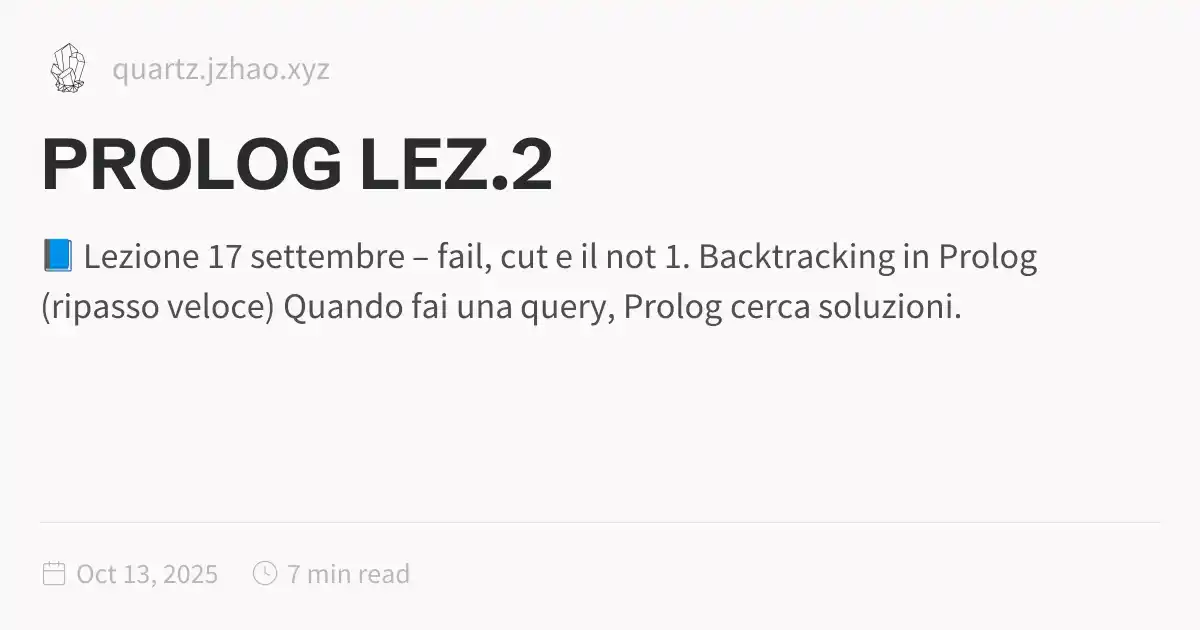 quartz.jzhao.xyz
PROLOG LEZ.2
📘 Lezione 17 settembre – fail, cut e il not 1. Backtracking in Prolog
(ripasso veloce) Quando fai una query, Prolog cerca soluzioni.
Oct 13, 2025 7 min read